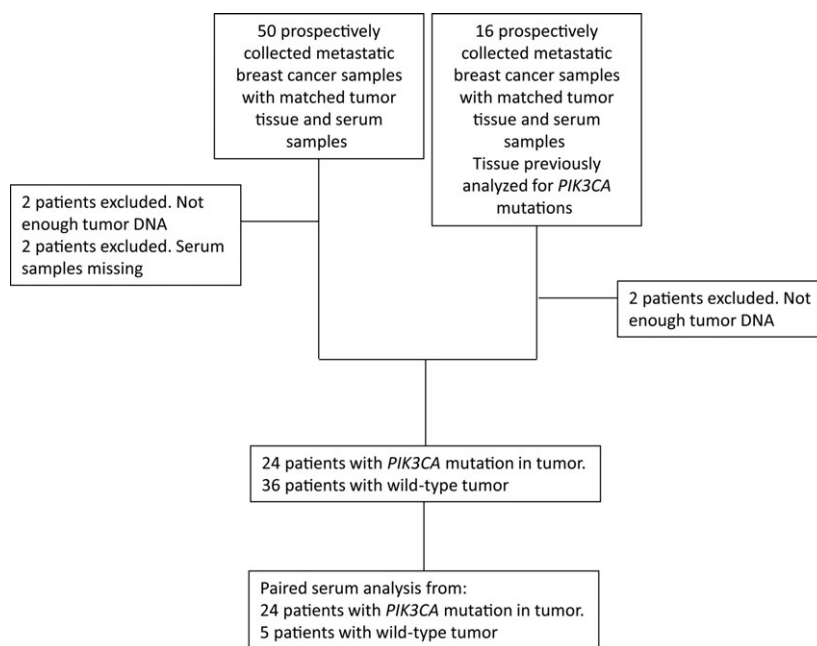 50 prospectively
collected metastatic
breast cancer samples
with matched tumor
tissue and serum
samples
16 prospectively
collected metastatic
breast cancer samples
with matched tumor
tissue and serum
samples
Tissue previously
analyzed for PIK3CA
mutations
2 patients excluded. Not
enough tumor DNA
2 patients excluded. Serum
samples missing
2 patients excluded. Not
enough tumor DNA
24 patients with PIK3CA mutation in tumor.
36 patients with wild-type tumor
Paired serum analysis from:
24 patients with PIK3CA mutation in tumor.
5 patients with wild-type tumor